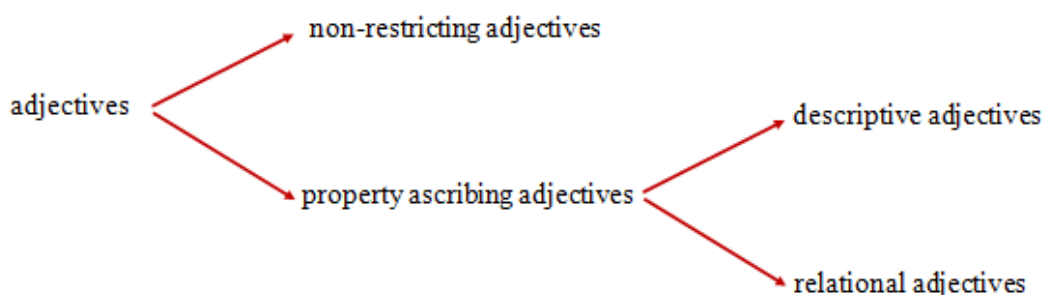 non-restricting adjectives
adjectives
descriptive adjectives
property ascribing adjectives
relational adjectives